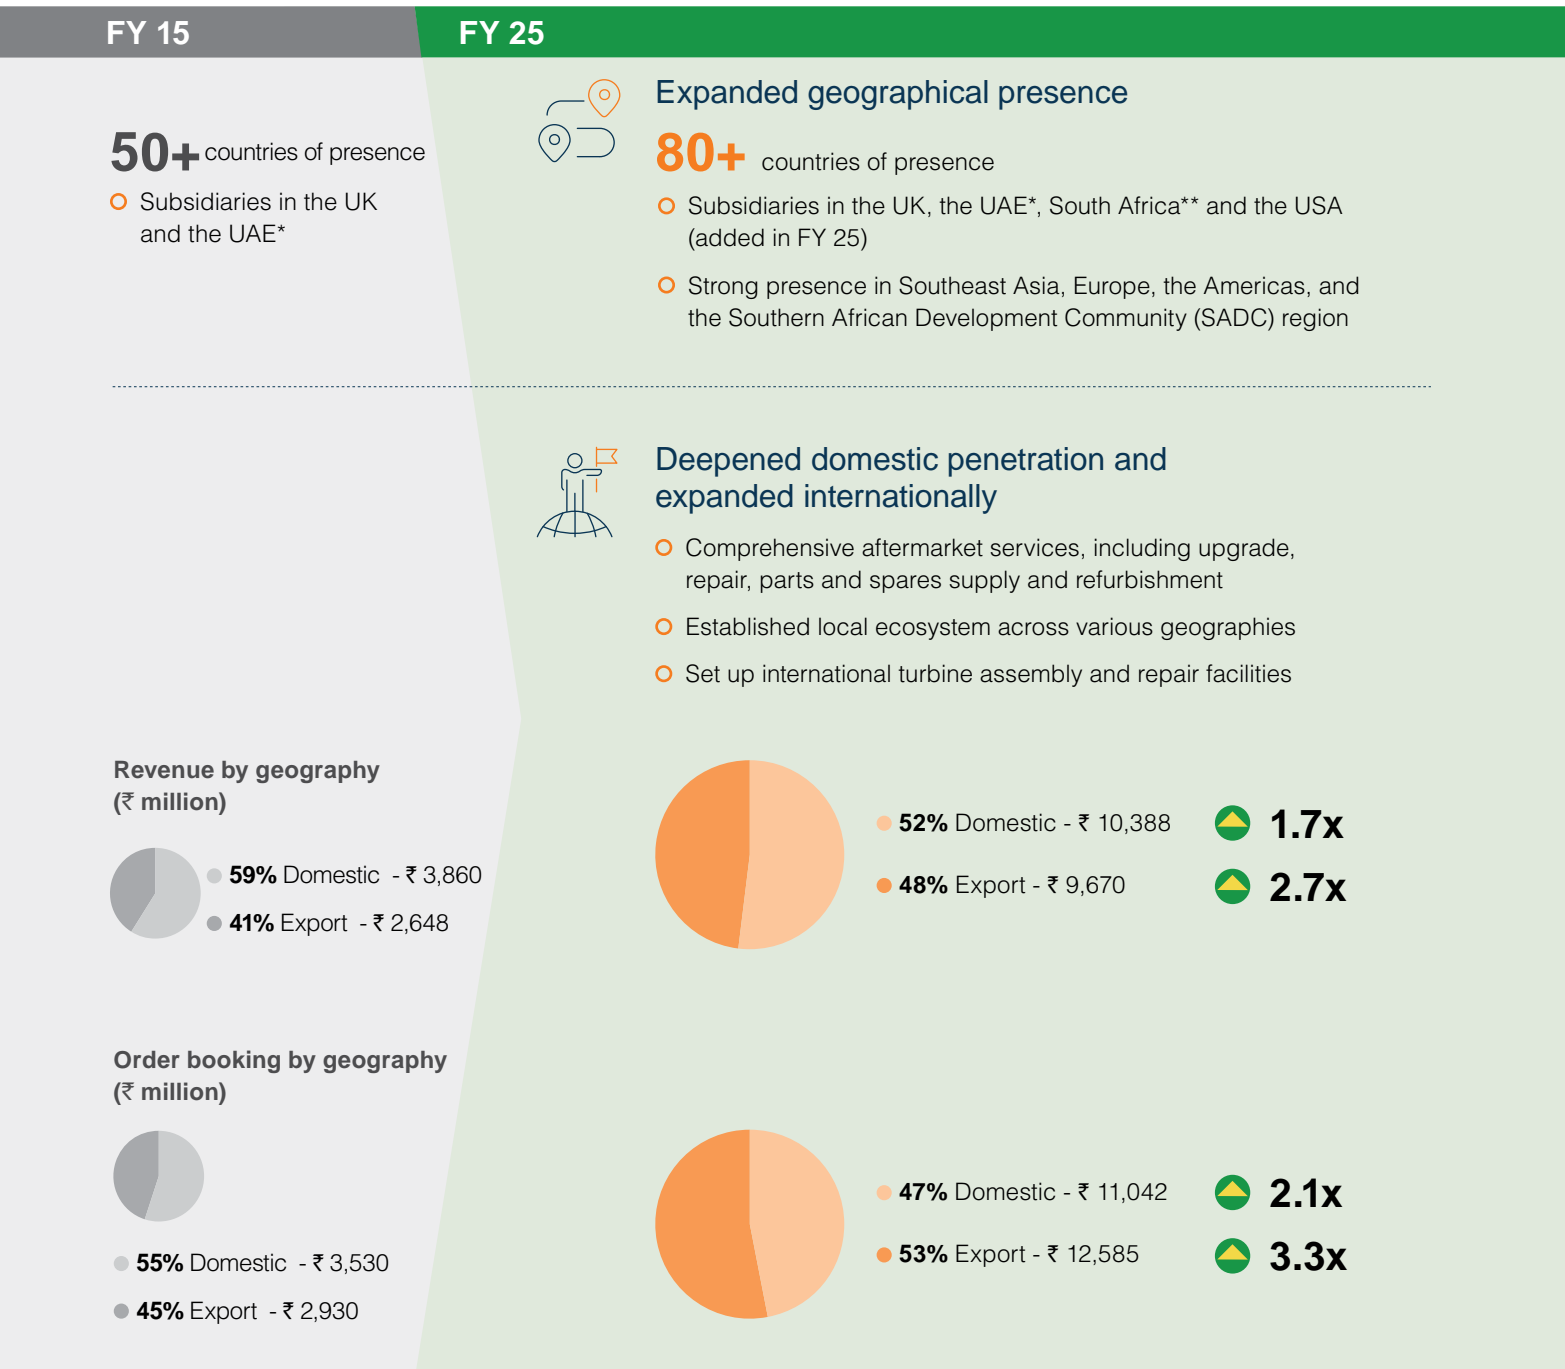 FY 15
FY 25
50+ countries of presence
Subsidiaries in the UK
and the UAE*
Expanded geographical presence
80+ countries of presence
Subsidiaries in the UK, the UAE*, South Africa** and the USA
(added in FY 25)
Strong presence in Southeast Asia, Europe, the Americas, and
the Southern African Development Community (SADC) region
Deepened domestic penetration and
expanded internationally
Comprehensive aftermarket services, including upgrade,
repair, parts and spares supply and refurbishment
Established local ecosystem across various geographies
Set up international turbine assembly and repair facilities
Revenue by geography
(₹ million)
59% Domestic - ₹ 3,860
41% Export - ₹ 2,648
52% Domestic - ₹ 10,388 1.7x
48% Export - ₹ 9,670 2.7x
Order booking by geography
(₹ million)
55% Domestic - ₹ 3,530
45% Export - ₹ 2,930
47% Domestic - ₹ 11,042 2.1x
53% Export - ₹ 12,585 3.3x